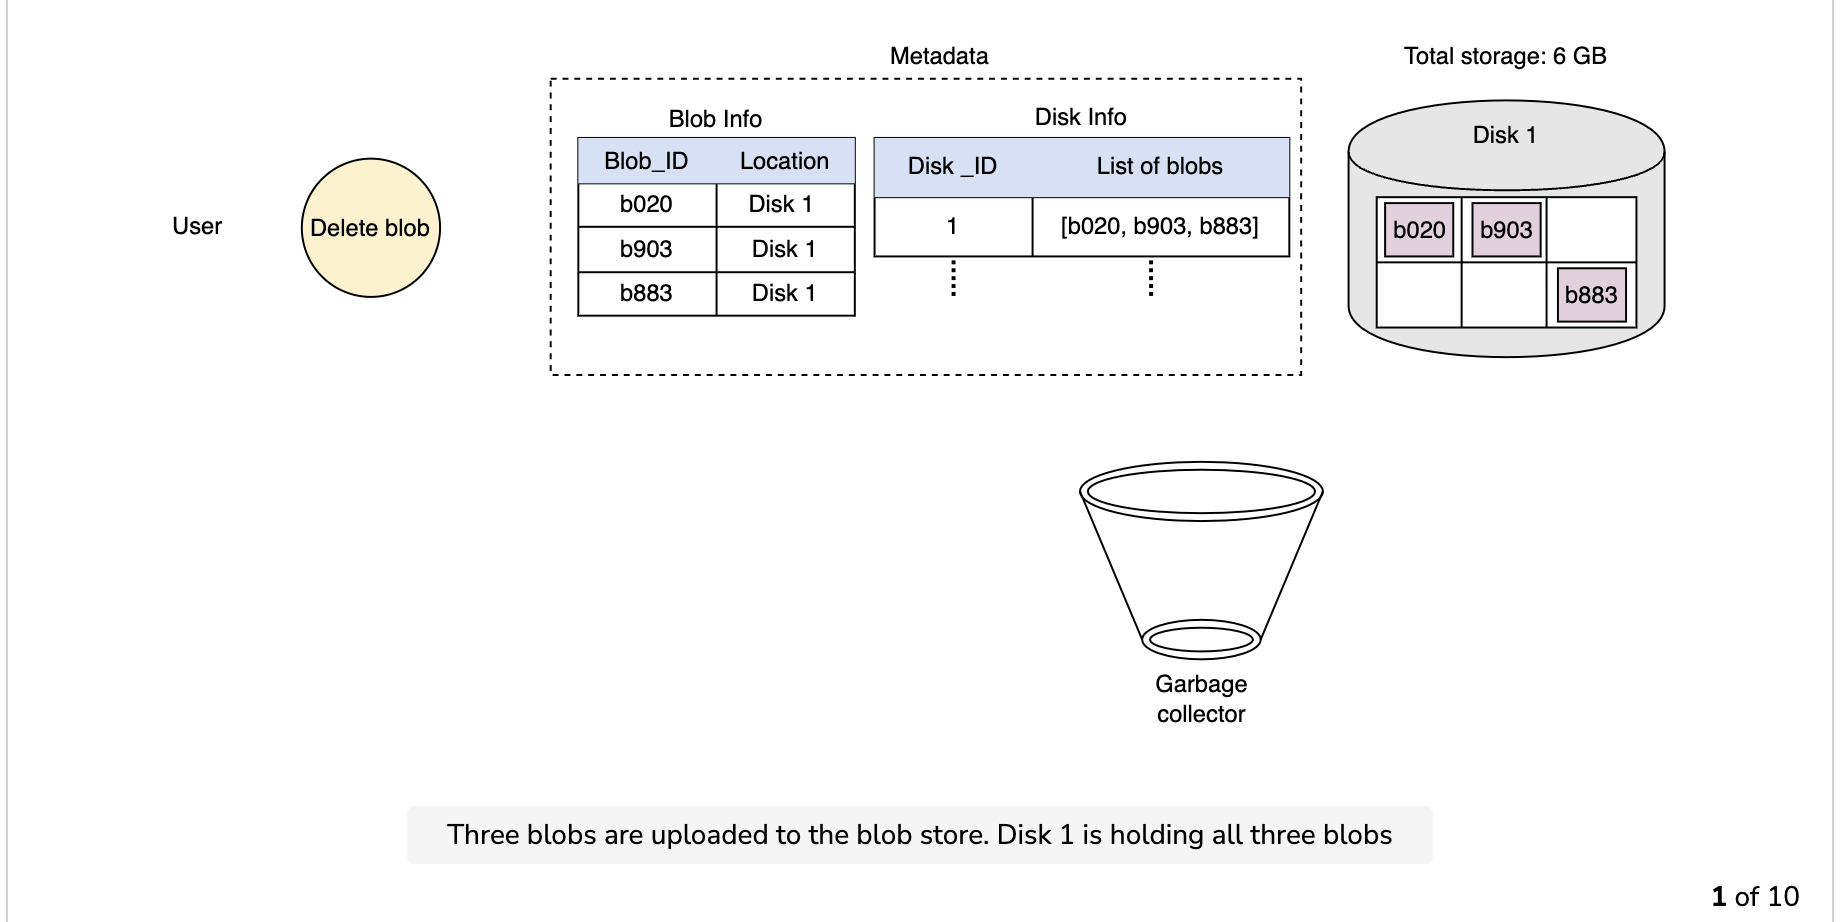 Metadata
Total storage: 6 GB
Blob Info
Disk Info
Blob_ID Location
b020 Disk 1
b903 Disk 1
b883 Disk 1
Disk _ID List of blobs
1 [b020, b903, b883]
Disk 1
b020 b903
b883
User
Delete blob
Garbage
collector
Three blobs are uploaded to the blob store. Disk 1 is holding all three blobs
1 of 10